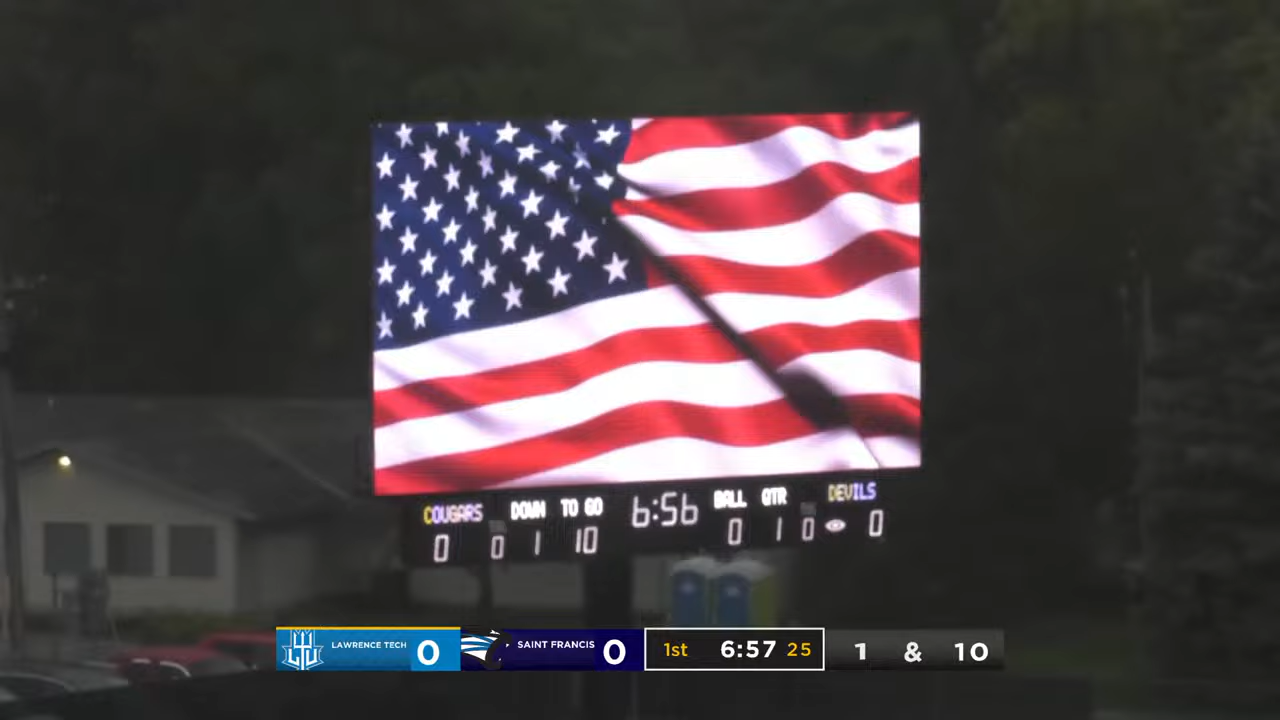 COUGARS DOWN TO GO 6:56 BALL QTR DEVILS
0 0 1 10 0 1 0 0
LAWRENCE TECH 0 SAINT FRANCIS 0 1st 6:57 25 1 & 10